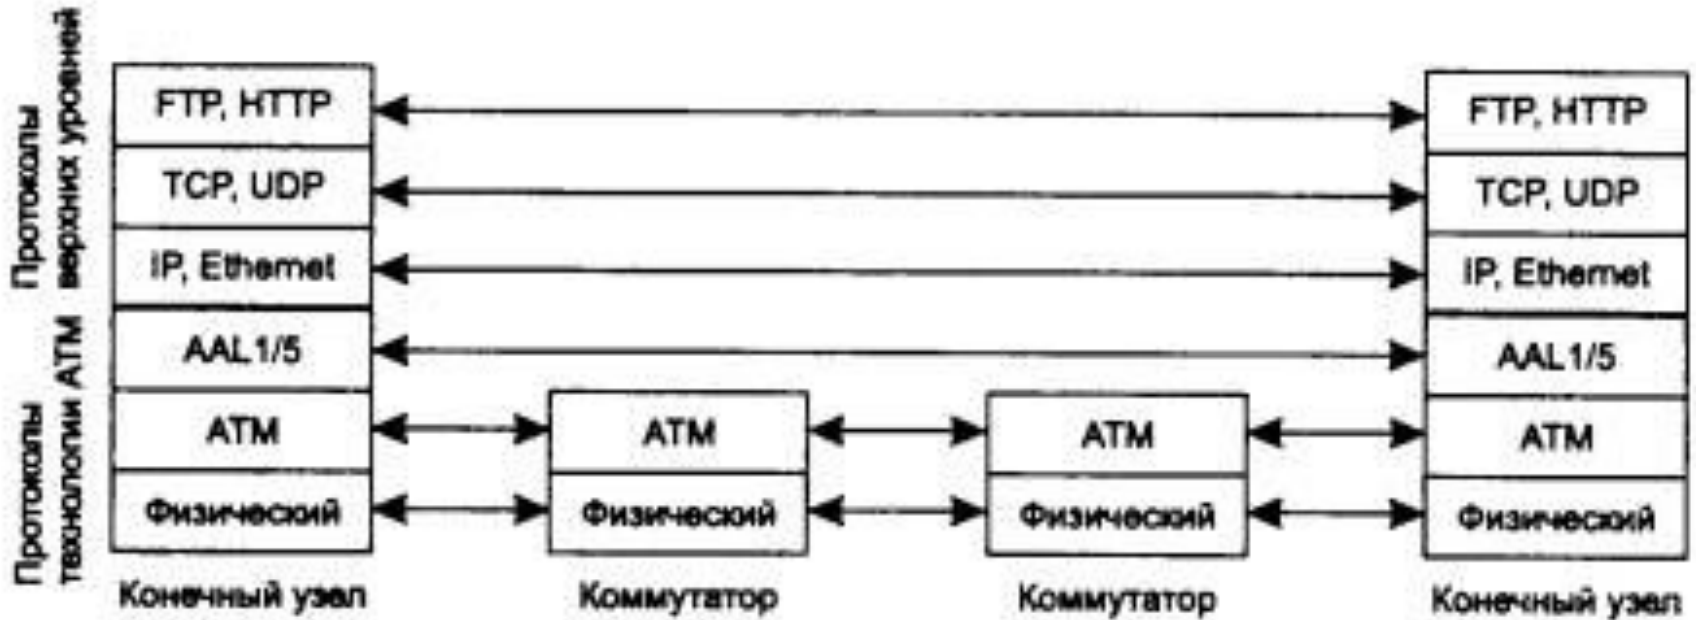 Протоколы
верхних уровней
Протоколы
технологии ATM
FTP, HTTP
FTP, HTTP
TCP, UDP
TCP, UDP
IP, Ethernet
IP, Ethernet
AAL1/5
AAL1/5
ATM
ATM
ATM
ATM
Физический
Физический
Физический
Физический
Конечный узел
Коммутатор
Коммутатор
Конечный узел